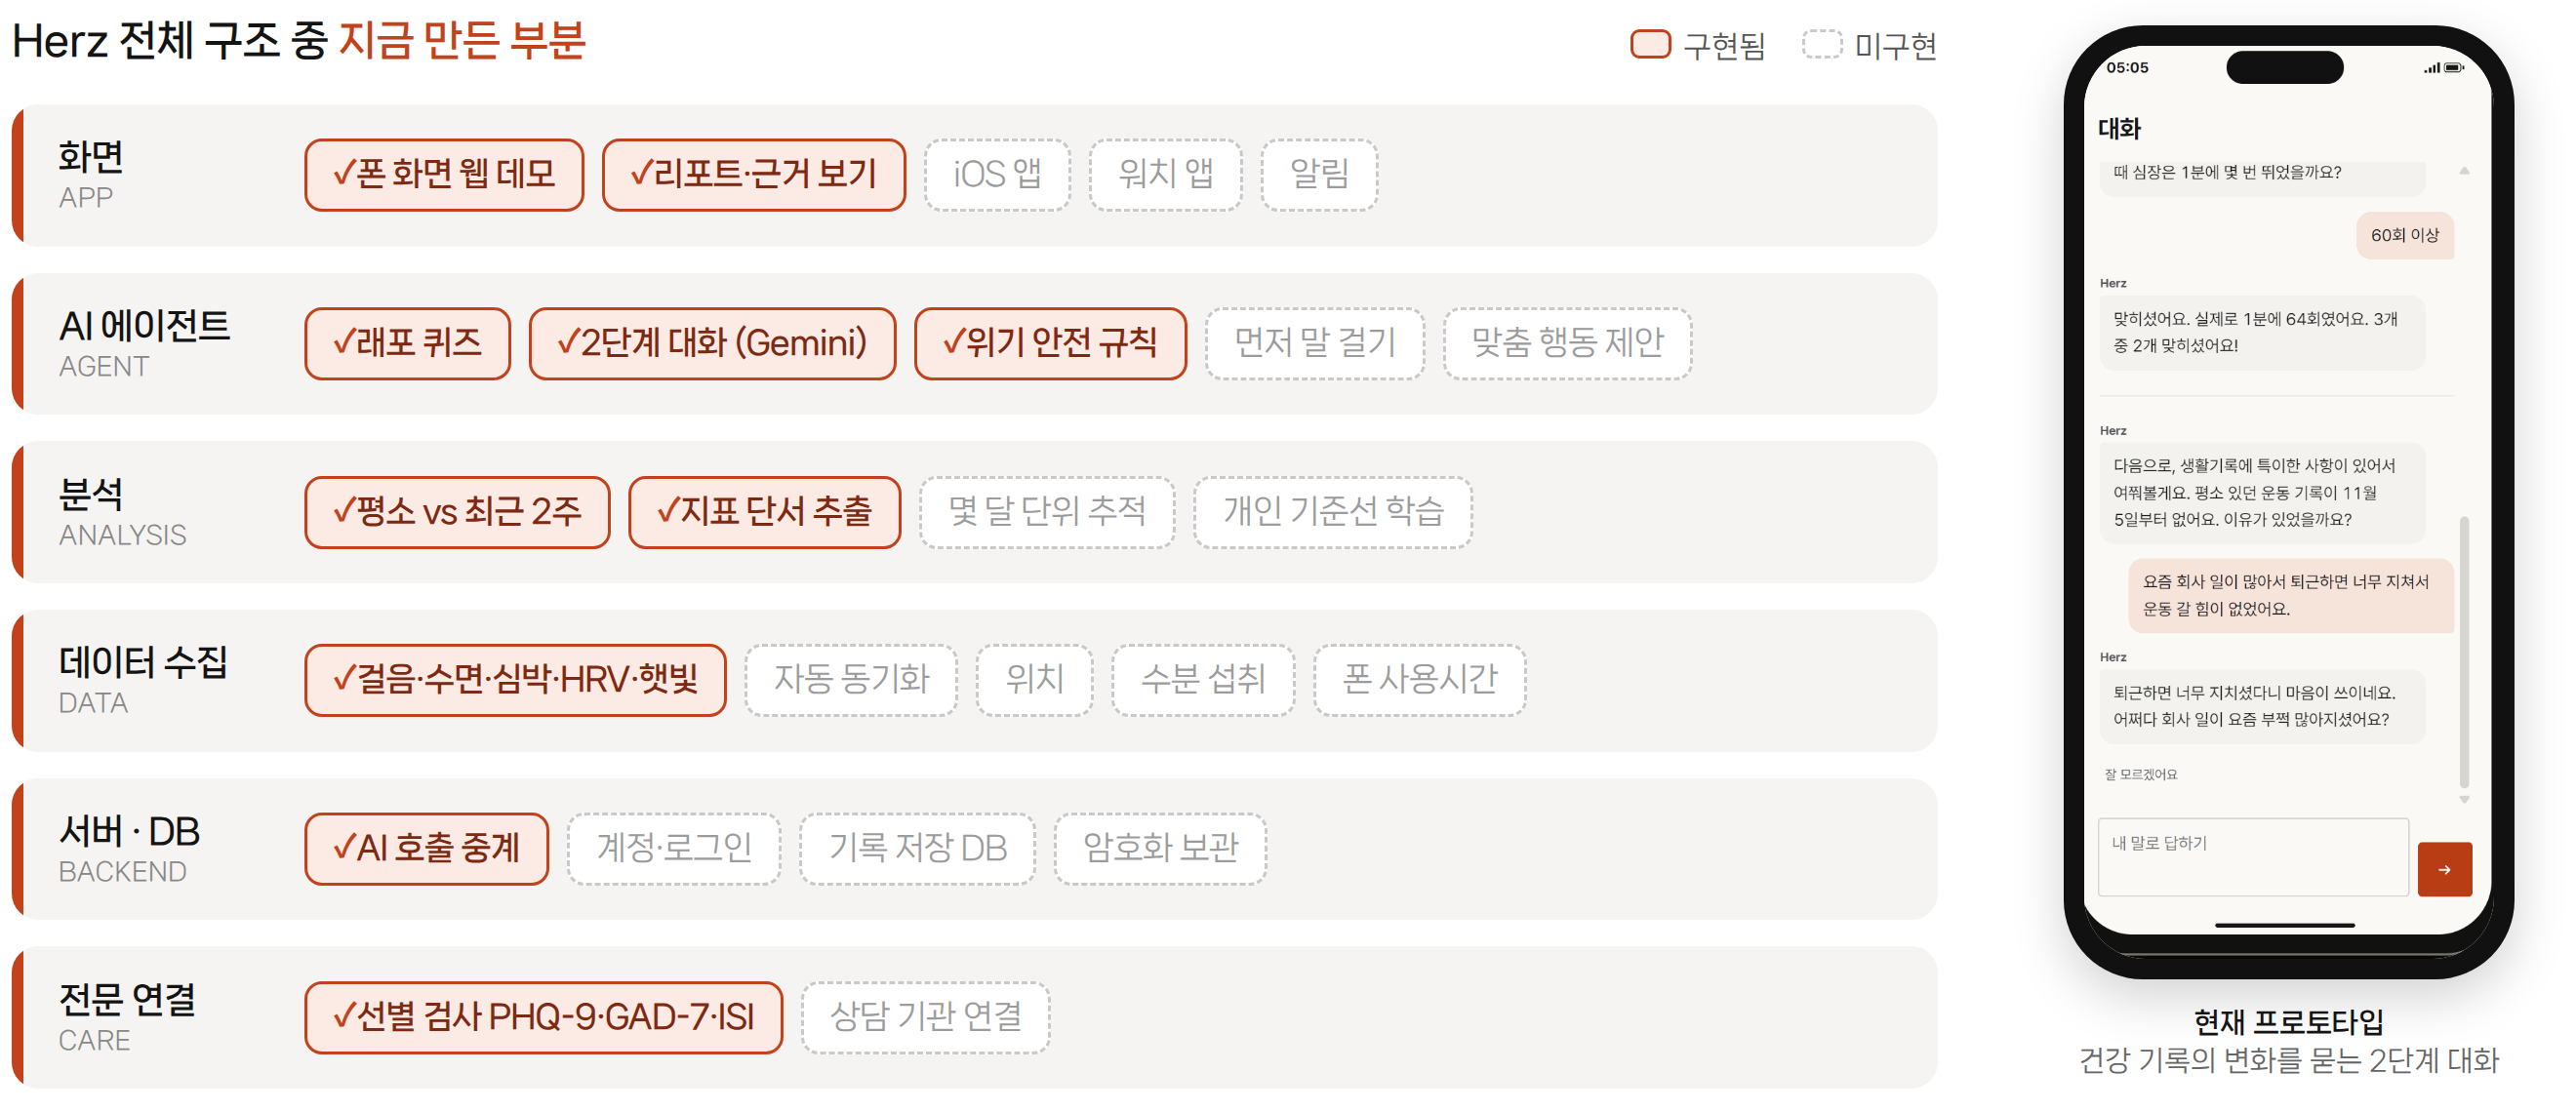 Herz 전체 구조 중 지금 만든 부분
구현됨
미구현
화면
APP
✓폰 화면 웹 데모
✓리포트·근거 보기
iOS 앱
워치 앱
알림
AI 에이전트
AGENT
✓래포 퀴즈
✓2단계 대화 (Gemini)
✓위기 안전 규칙
먼저 말 걸기
맞춤 행동 제안
분석
ANALYSIS
✓평소 vs 최근 2주
✓지표 단서 추출
몇 달 단위 추적
개인 기준선 학습
데이터 수집
DATA
✓걸음·수면·심박·HRV·햇빛
자동 동기화
위치
수분 섭취
폰 사용시간
서버 · DB
BACKEND
✓AI 호출 중계
계정·로그인
기록 저장 DB
암호화 보관
전문 연결
CARE
✓선별 검사 PHQ-9·GAD-7·ISI
상담 기관 연결
05:05
대화
때 심장은 1분에 몇 번 뛰었을까요?
60회 이상
Herz
맞히셨어요. 실제로 1분에 64회였어요. 3개
중 2개 맞히셨어요!
Herz
다음으로, 생활기록에 특이한 사항이 있어서
여쭤볼게요. 평소 있던 운동 기록이 11월
5일부터 없어요. 이유가 있었을까요?
요즘 회사 일이 많아서 퇴근하면 너무 지쳐서
운동 갈 힘이 없었어요.
Herz
퇴근하면 너무 지치셨다니 마음이 쓰이네요.
어쩌다 회사 일이 요즘 부쩍 많아지셨어요?
잘 모르겠어요
내 말로 답하기
→
현재 프로토타입
건강 기록의 변화를 묻는 2단계 대화